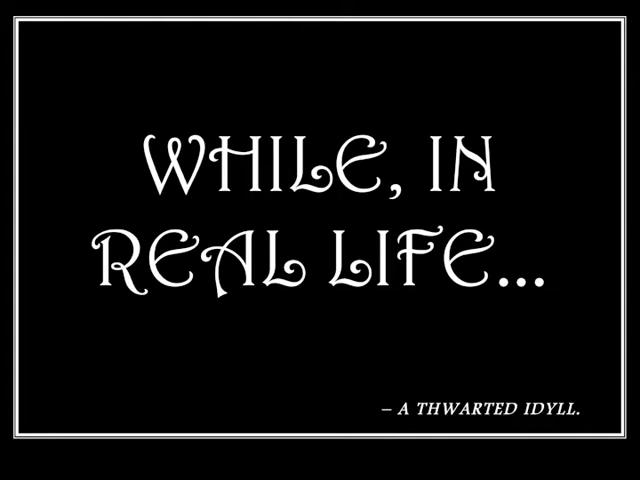 WHILE, IN
REAL LIFE...
– A THWARTED IDYLL.